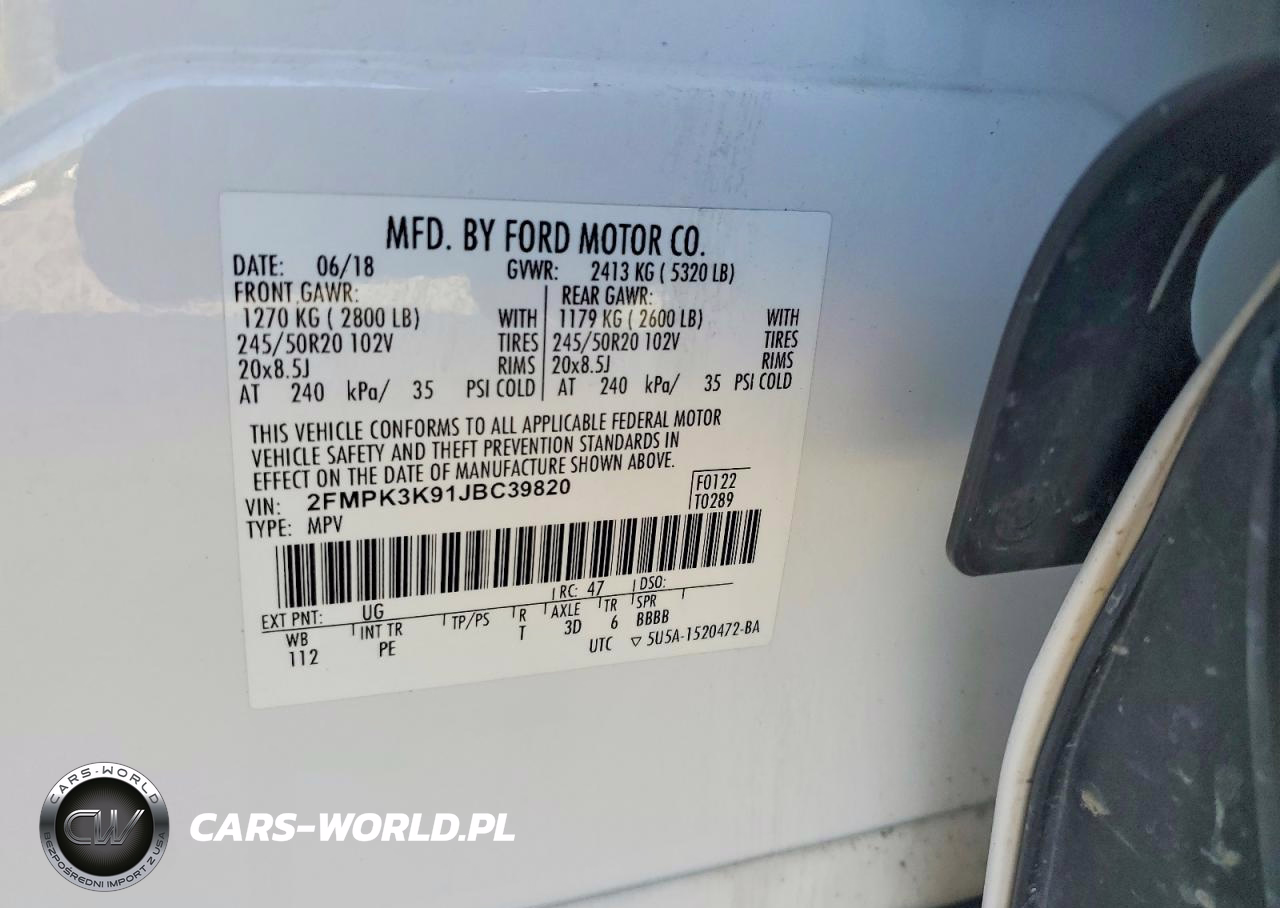 MFD. BY FORD MOTOR CO.
DATE: 06/18 GVWR: 2413 KG ( 5320 LB)
FRONT GAWR: REAR GAWR:
1270 KG ( 2800 LB) WITH 1179 KG ( 2600 LB) WITH
245/50R20 102V TIRES 245/50R20 102V TIRES
20x8.5J RIMS 20x8.5J RIMS
AT 240 kPa/ 35 PSI COLD AT 240 kPa/ 35 PSI COLD
THIS VEHICLE CONFORMS TO ALL APPLICABLE FEDERAL MOTOR
VEHICLE SAFETY AND THEFT PREVENTION STANDARDS IN
EFFECT ON THE DATE OF MANUFACTURE SHOWN ABOVE.
VIN: 2FMPK3K91JBC39820 F0122
TYPE: MPV T0289
EXT PNT: UG RC: 47 DSO:
WB INT TR TP/PS R AXLE TR SPR
112 PE T 3D 6 BBBB
UTC ▽ 5U5A-1520472-BA
CARS-WORLD
CW
BEZPOŚREDNI IMPORT Z USA
CARS-WORLD.PL